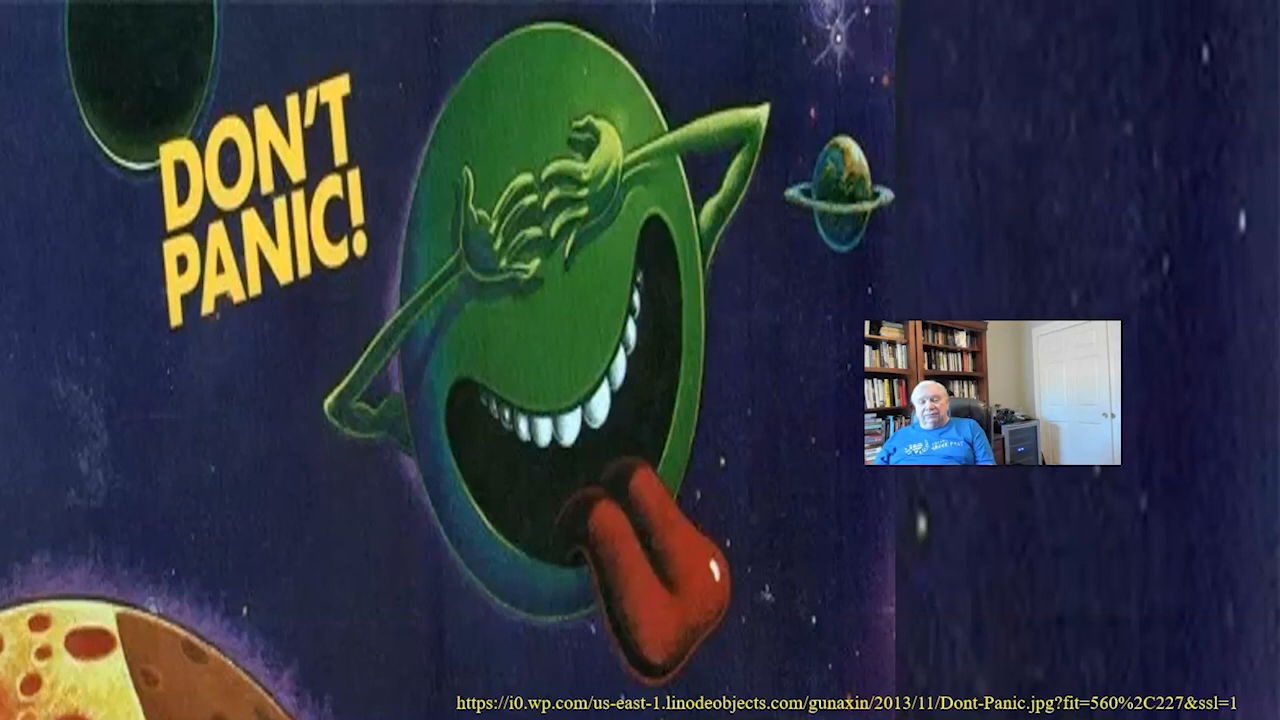 DON'T
PANIC!
https://i0.wp.com/us-east-1.linodeobjects.com/gunaxin/2013/11/Dont-Panic.jpg?fit=560%2C227&ssl=1